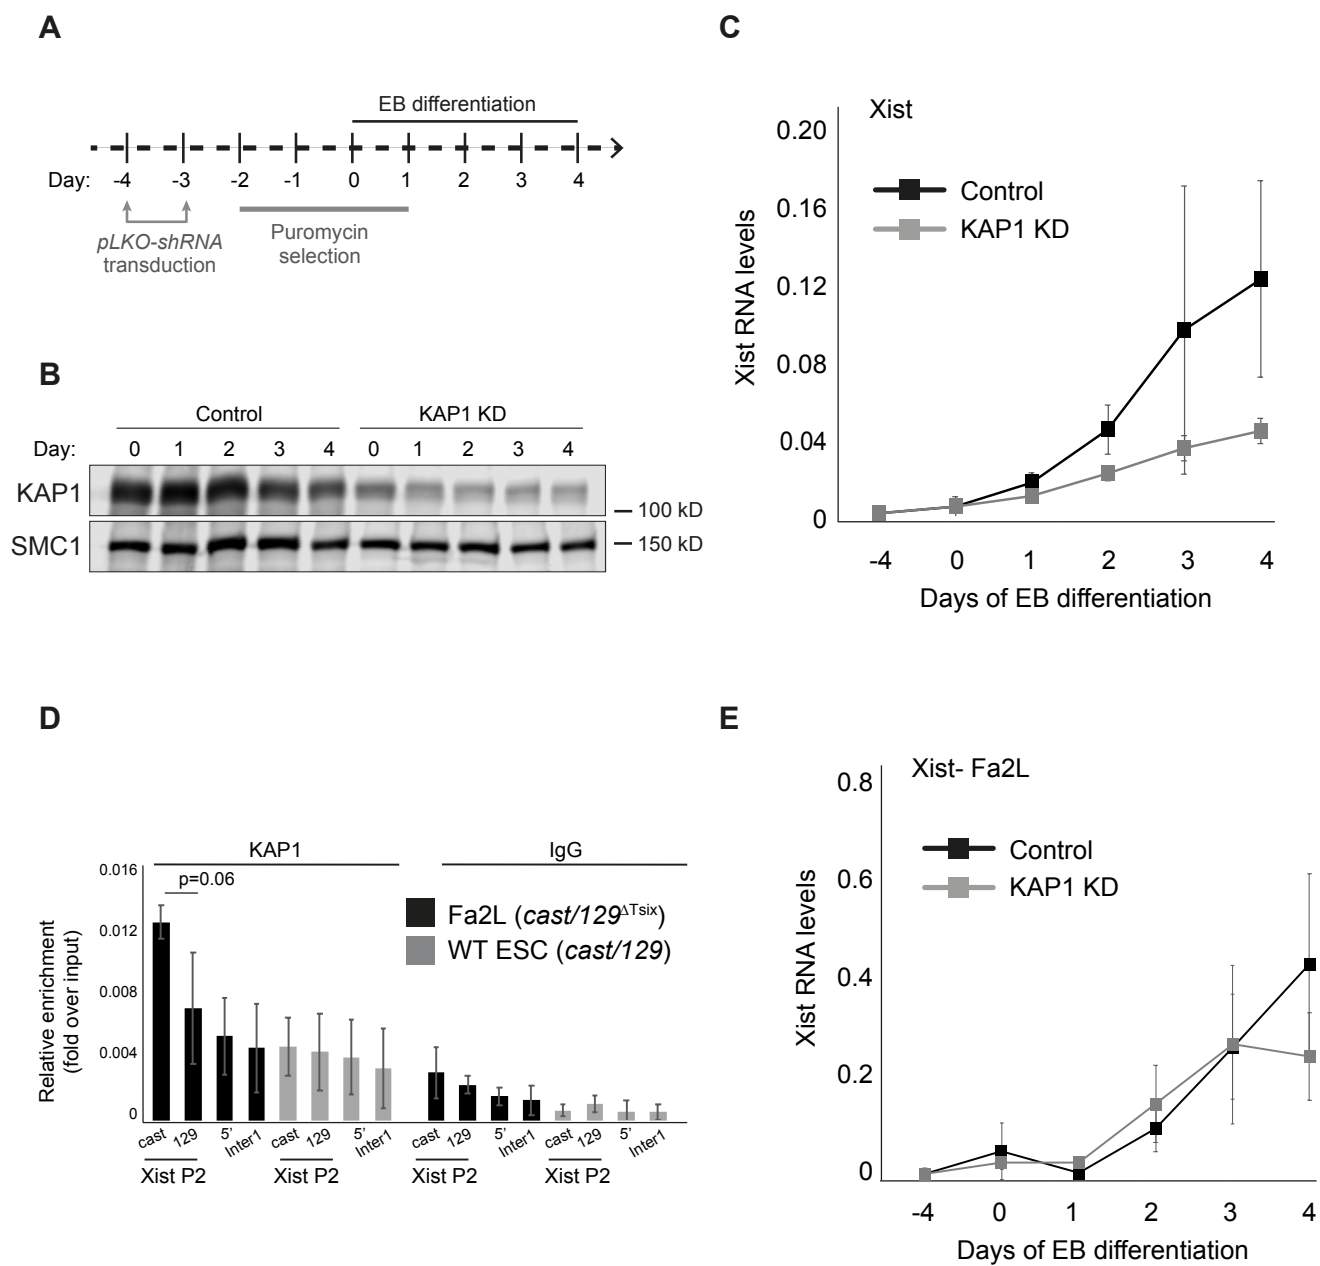 A
EB differentiation
Day: -4 -3 -2 -1 0 1 2 3 4
pLKO-shRNA
transduction
Puromycin
selection
B
Control KAP1 KD
Day: 0 1 2 3 4 0 1 2 3 4
KAP1
100 kD
SMC1
150 kD
C
Xist
Control
KAP1 KD
Xist RNA levels
0.20
0.16
0.12
0.08
0.04
0
-4 0 1 2 3 4
Days of EB differentiation
D
KAP1 IgG
p=0.06
Fa2L (cast/129ΔTsix)
WT ESC (cast/129)
Relative enrichment
(fold over input)
0.016
0.012
0.008
0.004
0
cast 129 5' Inter1 cast 129 5' Inter1 cast 129 5' Inter1 cast 129 5' Inter1
Xist P2 Xist P2 Xist P2 Xist P2
E
Xist- Fa2L
Control
KAP1 KD
Xist RNA levels
0.8
0.6
0.4
0.2
0
-4 0 1 2 3 4
Days of EB differentiation